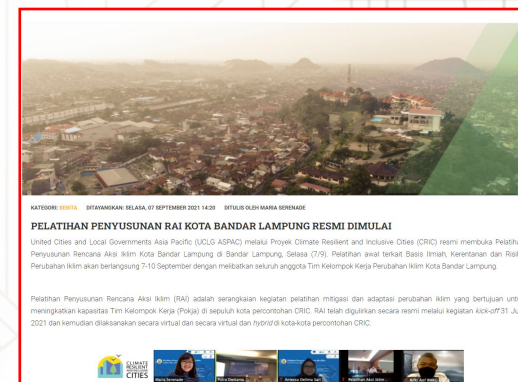 KATEGORI: BERITA DITAYANGKAN: SELASA, 07 SEPTEMBER 2021 14:20 DITULIS OLEH MARIA SERENADE
PELATIHAN PENYUSUNAN RAI KOTA BANDAR LAMPUNG RESMI DIMULAI
United Cities and Local Governments Asia Pacific (UCLG ASPAC) melalui Proyek Climate Resilient and Inclusive Cities (CRIC) resmi membuka Pelatiha
Penyusunan Rencana Aksi Iklim Kota Bandar Lampung di Bandar Lampung, Selasa (7/9). Pelatihan awal terkait Basis Ilmiah, Kerentanan dan Risik
Perubahan Iklim akan berlangsung 7-10 September dengan melibatkan seluruh anggota Tim Kelompok Kerja Perubahan Iklim Kota Bandar Lampung.
Pelatihan Penyusunan Rencana Aksi Iklim (RAI) adalah serangkaian kegiatan pelatihan mitigasi dan adaptasi perubahan iklim yang bertujuan untu
meningkatkan kapasitas Tim Kelompok Kerja (Pokja) di sepuluh kota percontohan CRIC. RAI telah digulirkan secara resmi melalui kegiatan kick-off 31 Ju
2021 dan kemudian dilaksanakan secara virtual dan secara virtual dan hybrid di kota-kota percontohan CRIC.
CLIMATE
RESILIENT
CITIES
Maria Serenade